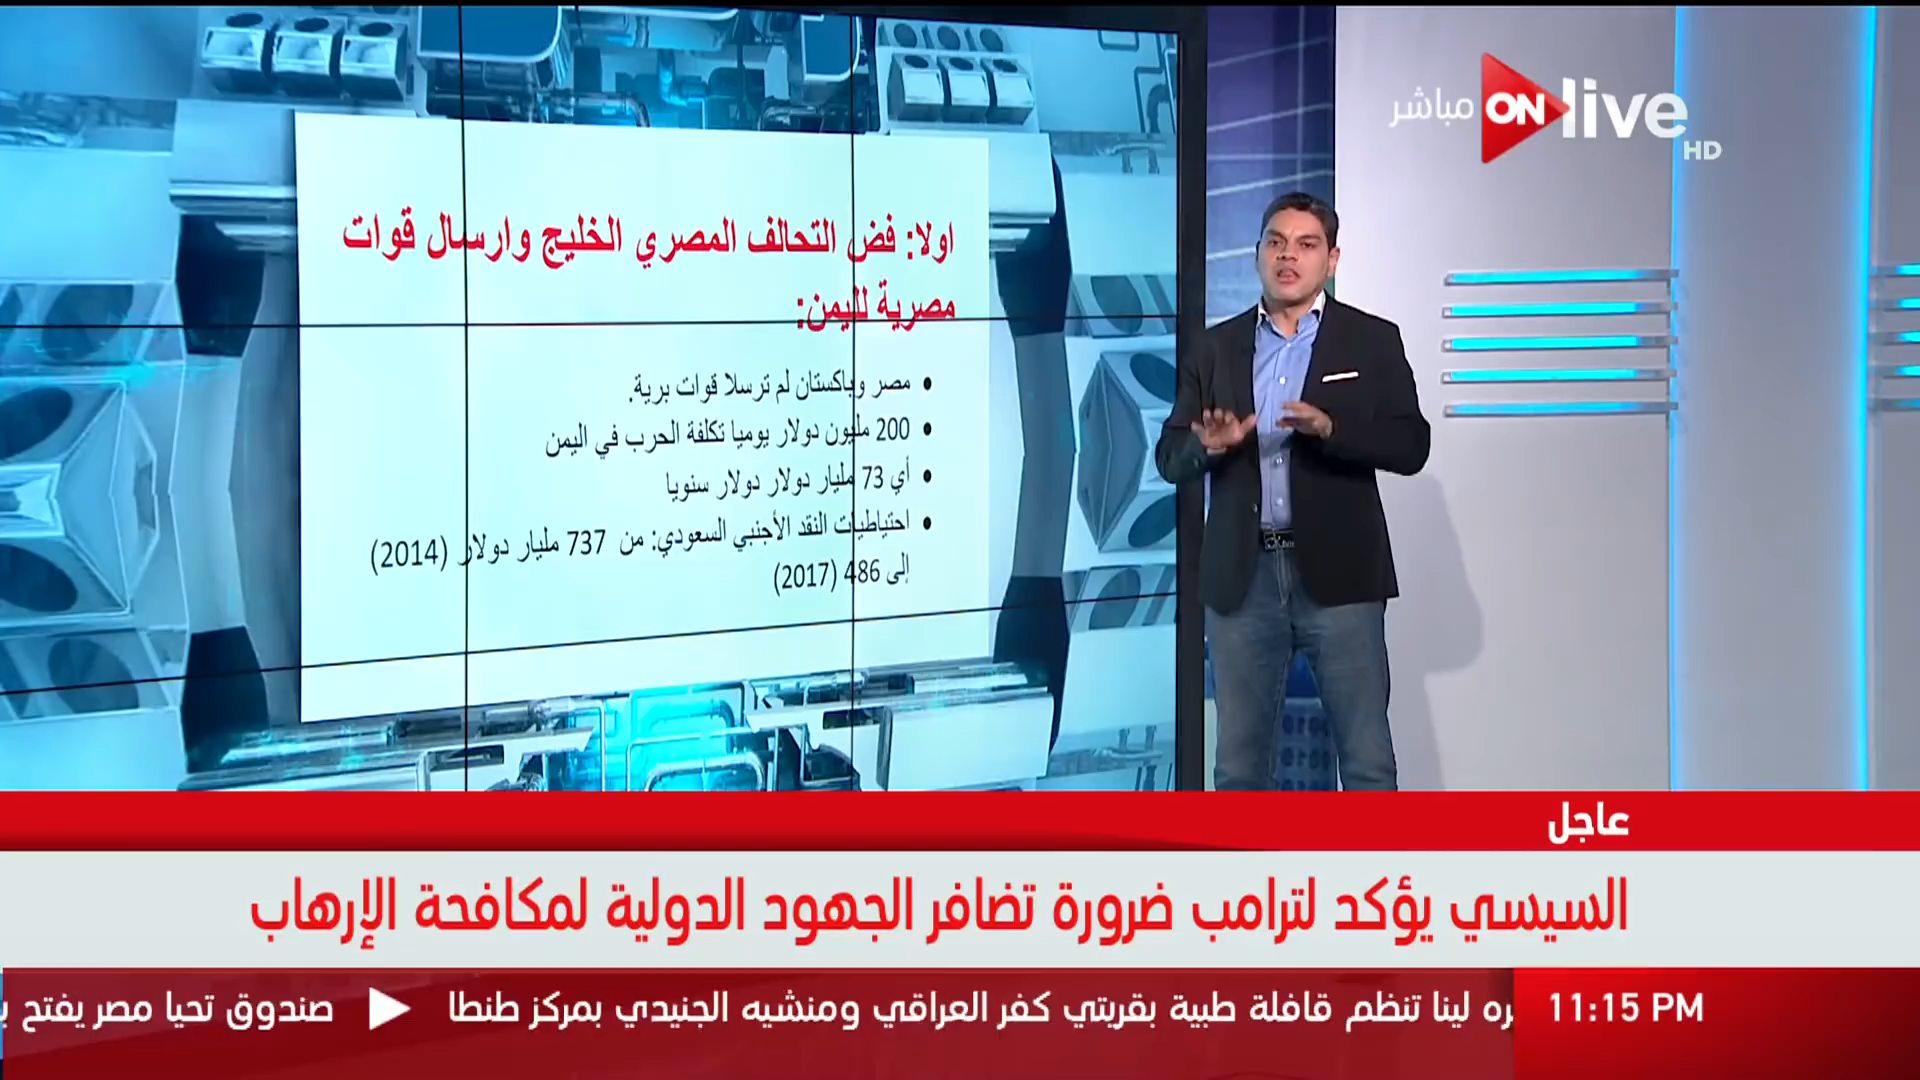 مباشر ON live
HD
اولا: فض التحالف المصري الخليج وارسال قوات
مصرية لليمن:
• مصر وباكستان لم ترسلا قوات برية.
• 200 مليون دولار يوميا تكلفة الحرب في اليمن
• أي 73 مليار دولار دولار سنويا
• احتياطيات النقد الأجنبي السعودي: من 737 مليار دولار (2014)
إلى 486 (2017)
عاجل
السيسي يؤكد لترامب ضرورة تضافر الجهود الدولية لمكافحة الإرهاب
11:15 PM
ره لينا تنظم قافلة طبية بقريتي كفر العراقي ومنشيه الجنيدي بمركز طنطا
صندوق تحيا مصر يفتح